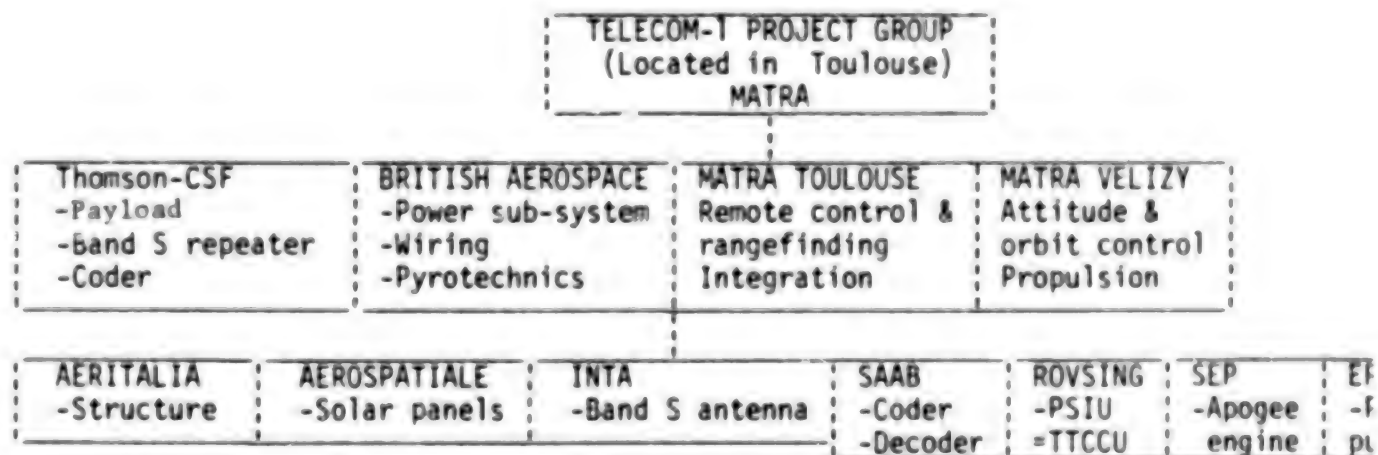 TELECOM-T PROJECT GROUP
(Located in Toulouse)
MATRA
Thomson-CSF
-Payload
-Band S repeater
-Coder
BRITISH AEROSPACE
-Power sub-system
-Wiring
-Pyrotechnics
MATRA TOULOUSE
Remote control &
rangefinding
Integration
MATRA VELIZY
Attitude &
orbit control
Propulsion
AERITALIA
-Structure
AEROSPATIALE
-Solar panels
INTA
-Band S antenna
SAAB
-Coder
-Decoder
ROVSING
-PSIU
=TTCCU
SEP
-Apogee
engine